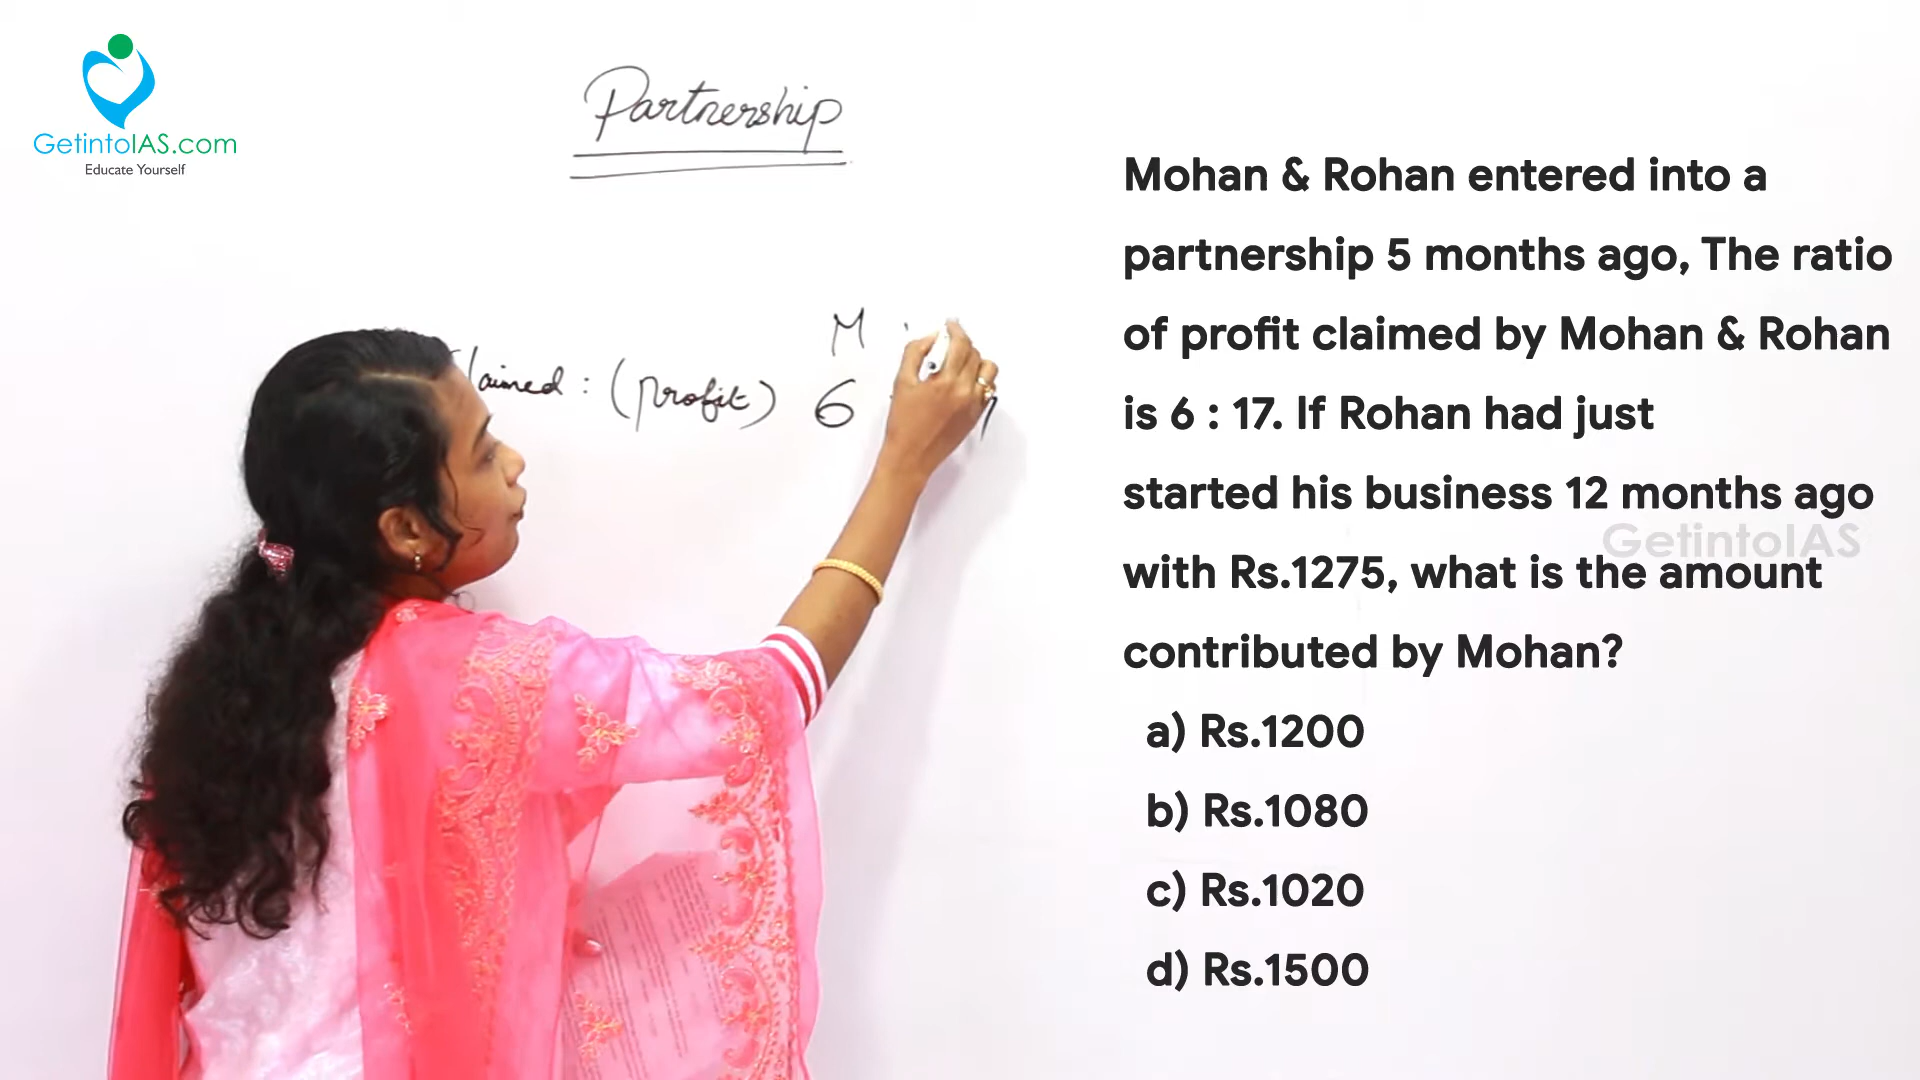 GetintoIAS.com
Educate Yourself
Partnership
M :
laimed : (profit) 6
Mohan & Rohan entered into a
partnership 5 months ago, The ratio
of profit claimed by Mohan & Rohan
is 6 : 17. If Rohan had just
started his business 12 months ago
GetintoIAS
with Rs.1275, what is the amount
contributed by Mohan?
a) Rs.1200
b) Rs.1080
c) Rs.1020
d) Rs.1500